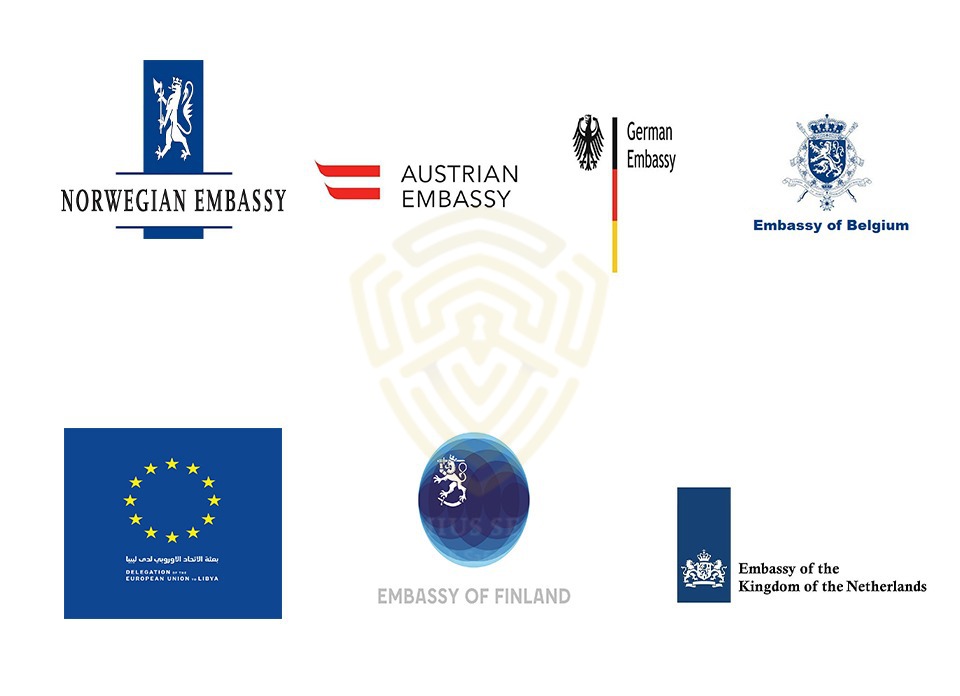 NORWEGIAN EMBASSY
AUSTRIAN
EMBASSY
German
Embassy
Embassy of Belgium
بعثة الاتحاد الاوروبي لدى ليبيا
DELEGATION OF THE
EUROPEAN UNION TO LIBYA
EMBASSY OF FINLAND
Embassy of the
Kingdom of the Netherlands